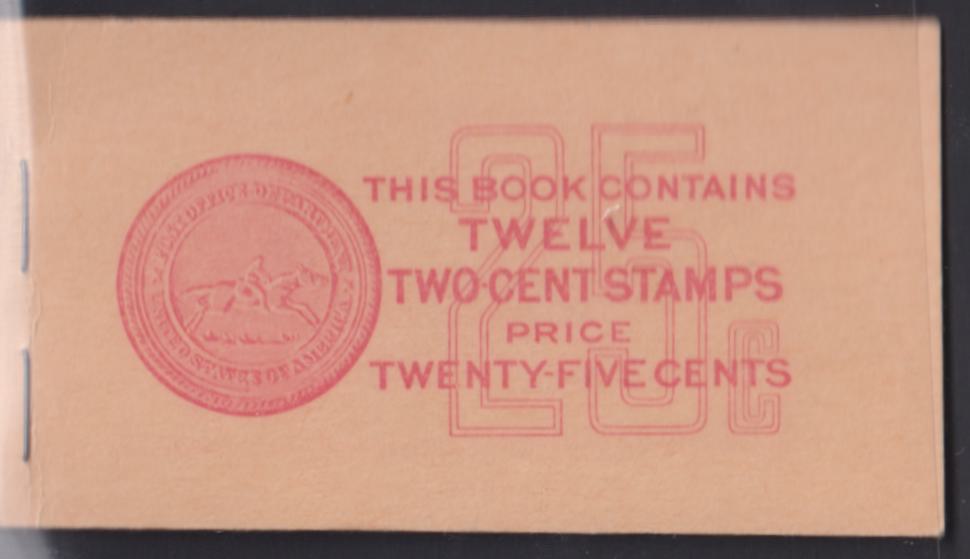 POST OFFICE DEPARTMENT
UNITED STATES OF AMERICA
25c
THIS BOOK CONTAINS
TWELVE
TWO-CENT STAMPS
PRICE
TWENTY-FIVE CENTS